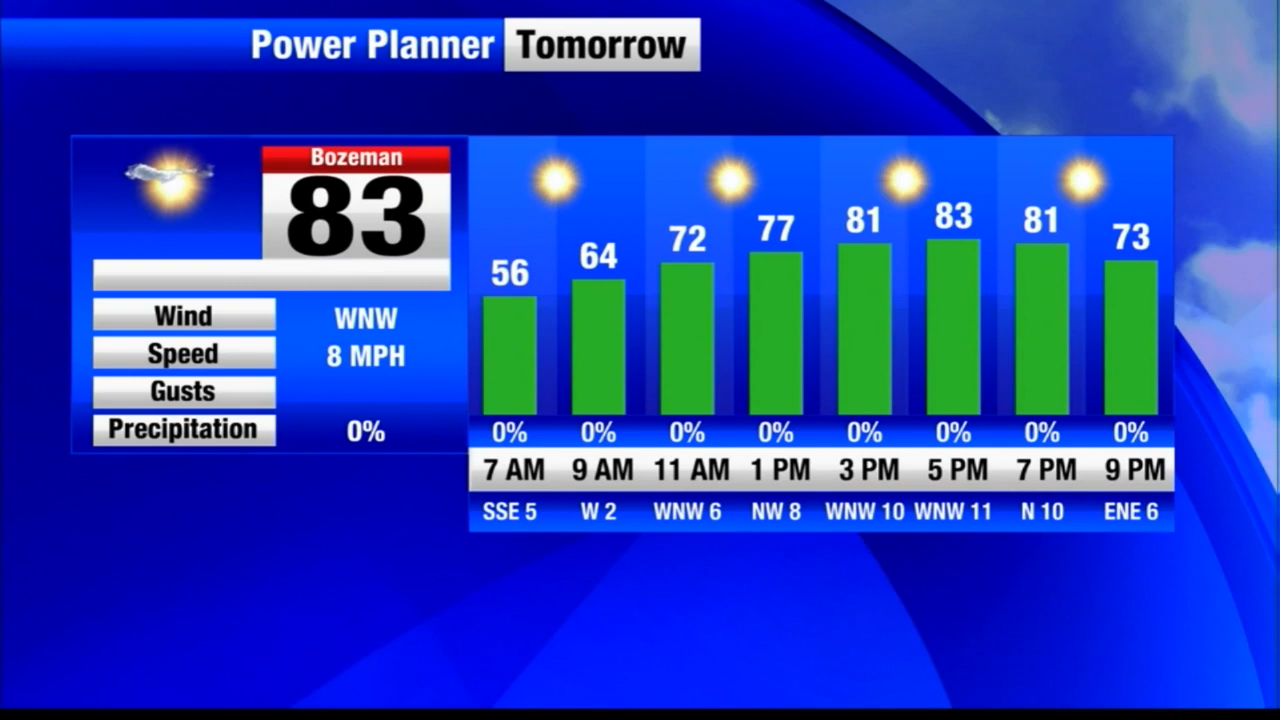 Power Planner Tomorrow
Bozeman
83
Wind WNW
Speed 8 MPH
Gusts
Precipitation 0%
56 64 72 77 81 83 81 73
0% 0% 0% 0% 0% 0% 0% 0%
7 AM 9 AM 11 AM 1 PM 3 PM 5 PM 7 PM 9 PM
SSE 5 W 2 WNW 6 NW 8 WNW 10 WNW 11 N 10 ENE 6